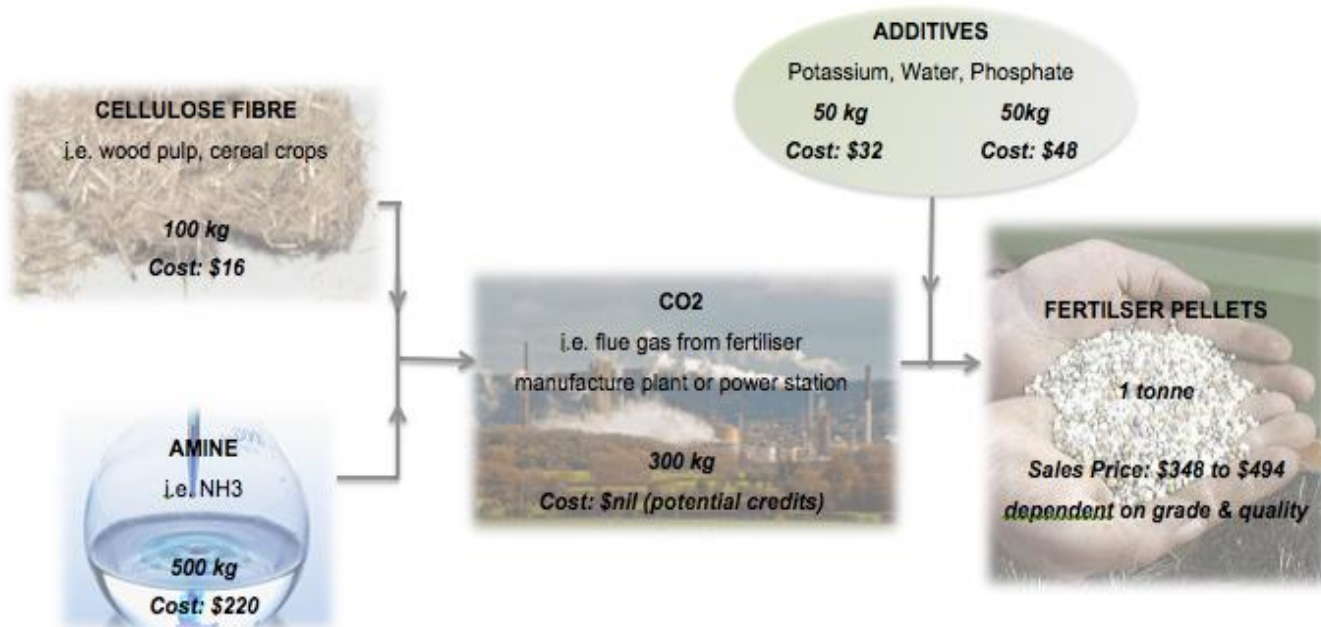 ADDITIVES
Potassium, Water, Phosphate
50 kg 50kg
Cost: $32 Cost: $48
CELLULOSE FIBRE
i.e. wood pulp, cereal crops
100 kg
Cost: $16
AMINE
i.e. NH3
500 kg
Cost: $220
CO2
i.e. flue gas from fertiliser
manufacture plant or power station
300 kg
Cost: $nil (potential credits)
FERTILSER PELLETS
1 tonne
Sales Price: $348 to $494
dependent on grade & quality